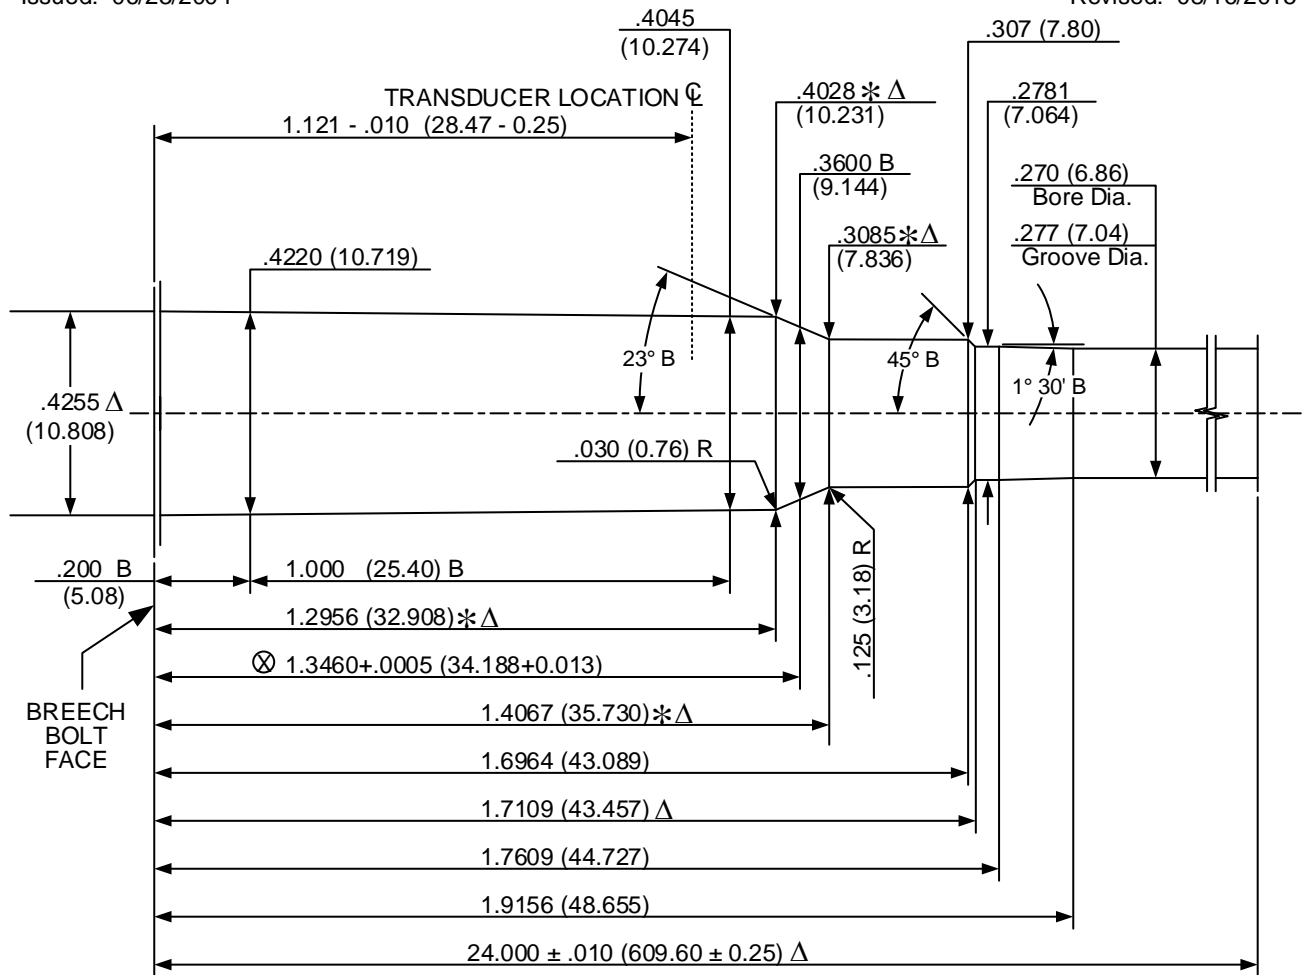 .4045
(10.274)
.307 (7.80)
TRANSDUCER LOCATION ℄
1.121 - .010 (28.47 - 0.25)
.4028 ✻ Δ
(10.231)
.2781
(7.064)
.3600 B
(9.144)
.270 (6.86)
Bore Dia.
.3085 ✻ Δ
(7.836)
.277 (7.04)
Groove Dia.
.4220 (10.719)
23° B
45° B
1° 30' B
.4255 Δ
(10.808)
.030 (0.76) R
.125 (3.18) R
.200 B
(5.08)
1.000 (25.40) B
1.2956 (32.908) ✻ Δ
⊗ 1.3460+.0005 (34.188+0.013)
BREECH
BOLT
FACE
1.4067 (35.730) ✻ Δ
1.6964 (43.089)
1.7109 (43.457) Δ
1.7609 (44.727)
1.9156 (48.655)
24.000 ± .010 (609.60 ± 0.25) Δ